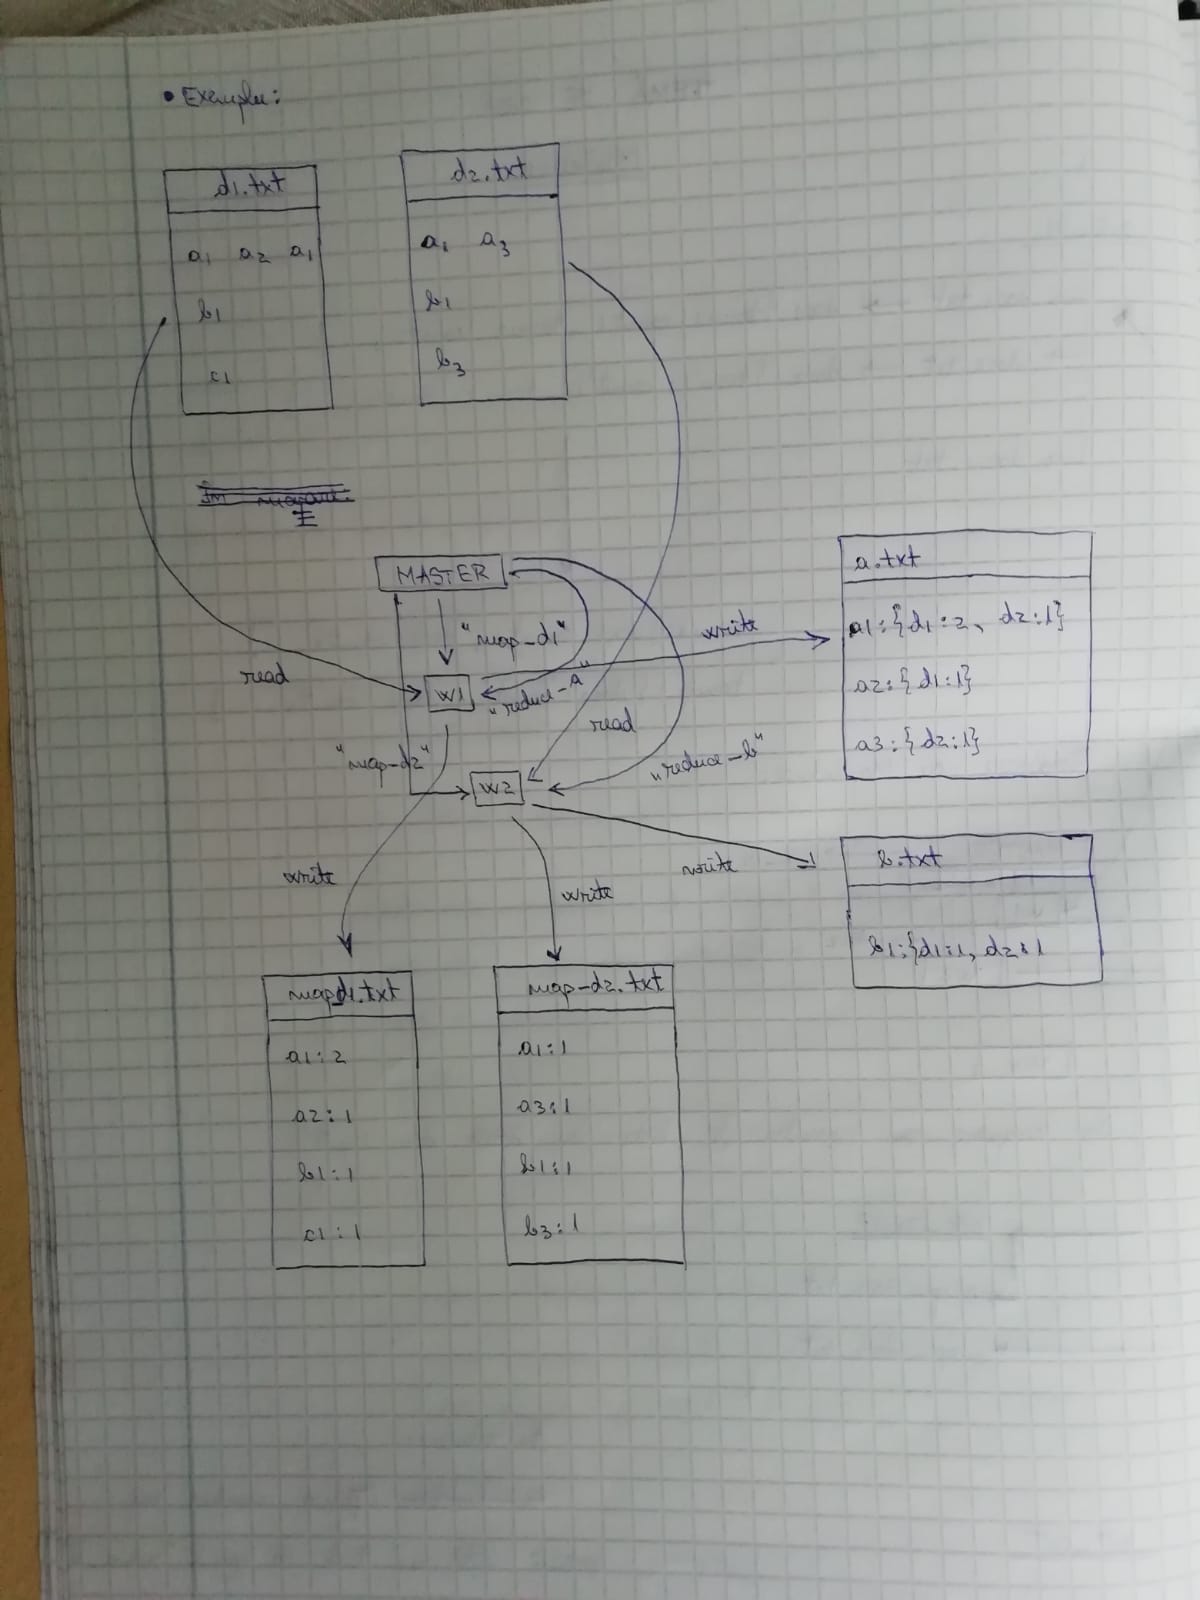 • Exemplu:
d1.txt
a1 a2 a1
b1
c1
d2.txt
a1 a3
b1
b3
MASTER
"map-d1"
write
read
W1
"reduce-A"
read
"map-d2"
W2
"reduce-b"
a.txt
a1:{d1:2, d2:1}
a2:{d1:1}
a3:{d2:1}
write
write
write
b.txt
b1:{d1:1, d2:1
mapd1.txt
a1:2
a2:1
b1:1
c1:1
map-d2.txt
a1:1
a3:1
b1:1
b3:1